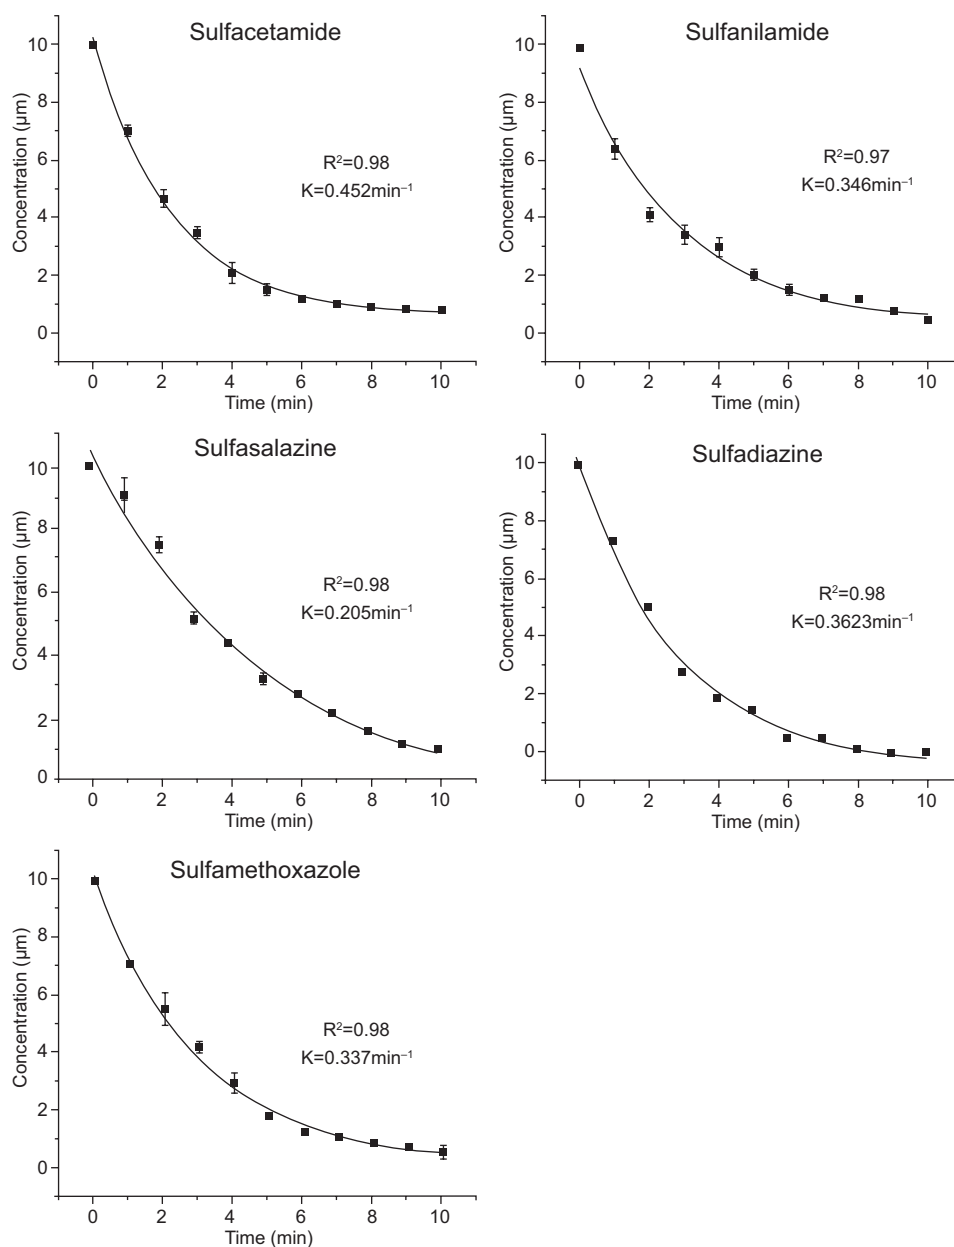 Sulfacetamide
Concentration (µm)
10
8
6
4
2
0
R²=0.98
K=0.452min⁻¹
0 2 4 6 8 10
Time (min)
Sulfanilamide
Concentration (µm)
10
8
6
4
2
0
R²=0.97
K=0.346min⁻¹
0 2 4 6 8 10
Time (min)
Sulfasalazine
Concentration (µm)
10
8
6
4
2
0
R²=0.98
K=0.205min⁻¹
0 2 4 6 8 10
Time (min)
Sulfadiazine
Concentration (µm)
10
8
6
4
2
0
R²=0.98
K=0.3623min⁻¹
0 2 4 6 8 10
Time (min)
Sulfamethoxazole
Concentration (µm)
10
8
6
4
2
0
R²=0.98
K=0.337min⁻¹
0 2 4 6 8 10
Time (min)